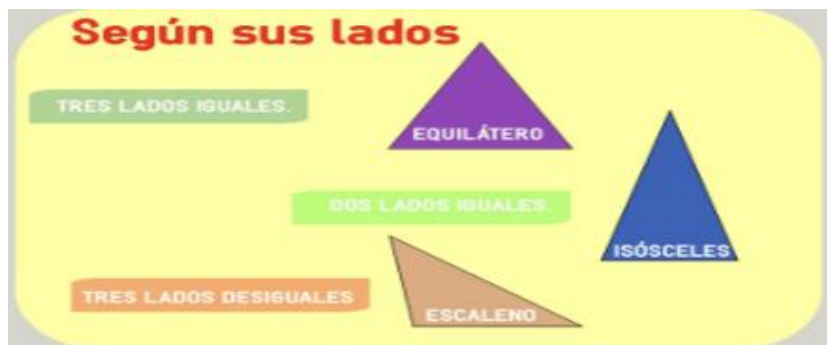 Según sus lados
TRES LADOS IGUALES.
EQUILÁTERO
DOS LADOS IGUALES.
ISÓSCELES
TRES LADOS DESIGUALES
ESCALENO